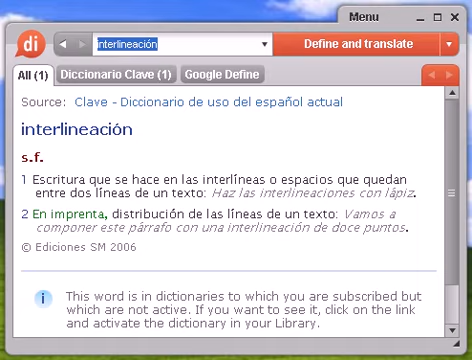 Menu
di
interlineación
Define and translate
All (1)
Diccionario Clave (1)
Google Define
Source: Clave - Diccionario de uso del español actual
interlineación
s.f.
1 Escritura que se hace en las interlíneas o espacios que quedan
entre dos líneas de un texto: Haz las interlineaciones con lápiz.
2 En imprenta, distribución de las líneas de un texto: Vamos a
componer este párrafo con una interlineación de doce puntos.
© Ediciones SM 2006
i
This word is in dictionaries to which you are subscribed but
which are not active. If you want to see it, click on the link
and activate the dictionary in your Library.